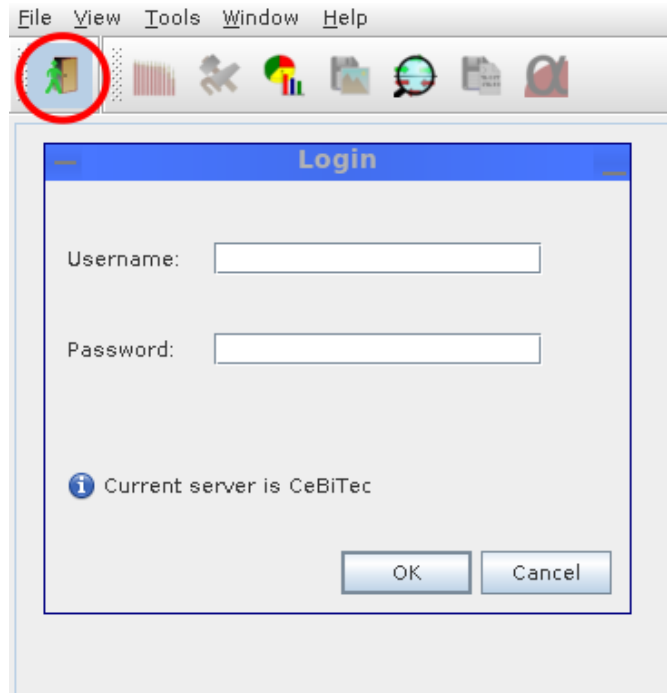 File View Tools Window Help
Login
Username:
Password:
Current server is CeBiTec
OK Cancel